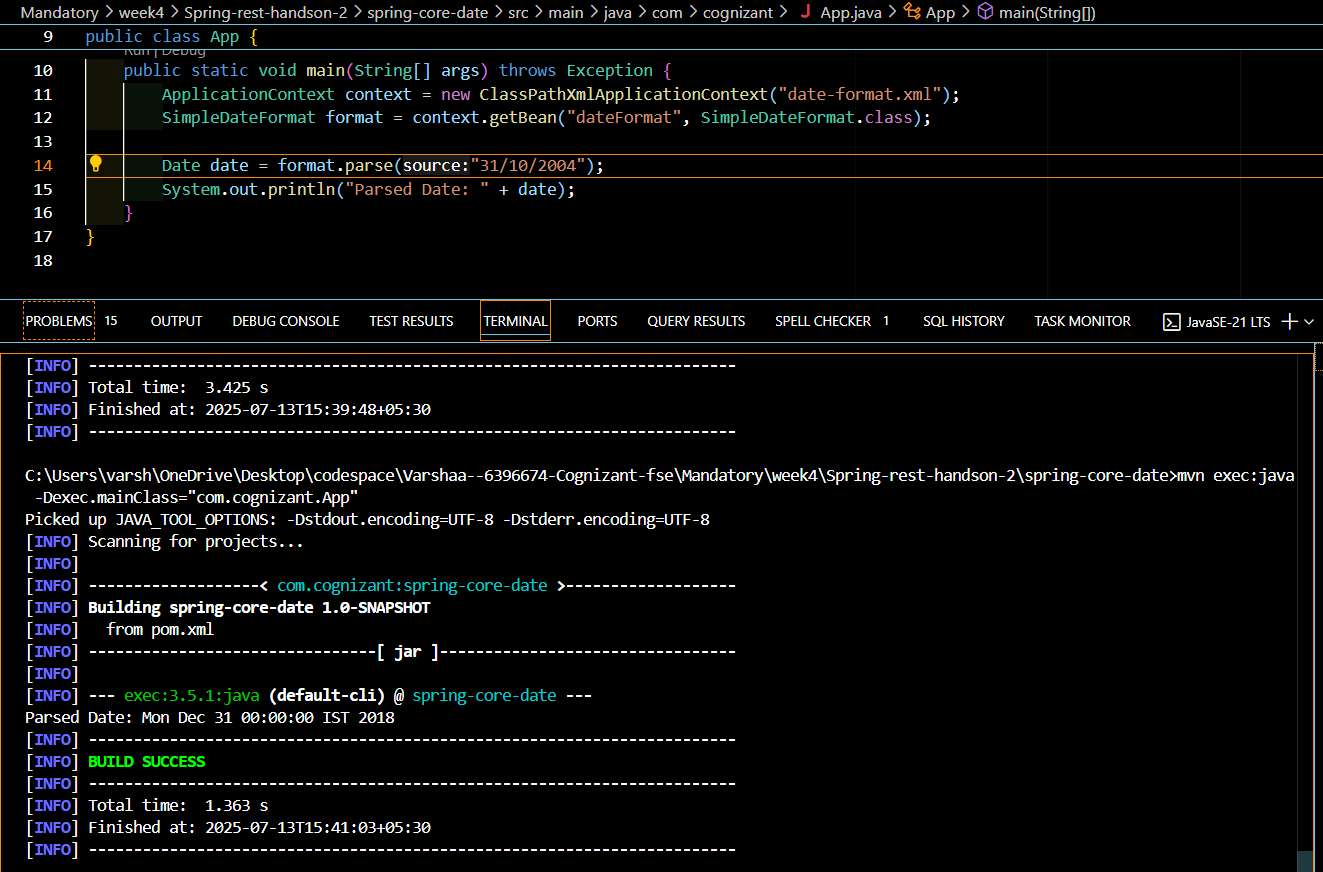 Mandatory > week4 > Spring-rest-handson-2 > spring-core-date > src > main > java > com > cognizant > J App.java > App > main(String[])
9 public class App {
Run | Debug
10 public static void main(String[] args) throws Exception {
11 ApplicationContext context = new ClassPathXmlApplicationContext("date-format.xml");
12 SimpleDateFormat format = context.getBean("dateFormat", SimpleDateFormat.class);
13
14 Date date = format.parse(source:"31/10/2004");
15 System.out.println("Parsed Date: " + date);
16 }
17 }
18
PROBLEMS 15 OUTPUT DEBUG CONSOLE TEST RESULTS TERMINAL PORTS QUERY RESULTS SPELL CHECKER 1 SQL HISTORY TASK MONITOR JavaSE-21 LTS
[INFO] ------------------------------------------------------------------------
[INFO] Total time:  3.425 s
[INFO] Finished at: 2025-07-13T15:39:48+05:30
[INFO] ------------------------------------------------------------------------
C:\Users\varsh\OneDrive\Desktop\codespace\Varshaa--6396674-Cognizant-fse\Mandatory\week4\Spring-rest-handson-2\spring-core-date>mvn exec:java
-Dexec.mainClass="com.cognizant.App"
Picked up JAVA_TOOL_OPTIONS: -Dstdout.encoding=UTF-8 -Dstderr.encoding=UTF-8
[INFO] Scanning for projects...
[INFO]
[INFO] -------------------< com.cognizant:spring-core-date >-------------------
[INFO] Building spring-core-date 1.0-SNAPSHOT
[INFO]   from pom.xml
[INFO] --------------------------------[ jar ]---------------------------------
[INFO]
[INFO] --- exec:3.5.1:java (default-cli) @ spring-core-date ---
Parsed Date: Mon Dec 31 00:00:00 IST 2018
[INFO] ------------------------------------------------------------------------
[INFO] BUILD SUCCESS
[INFO] ------------------------------------------------------------------------
[INFO] Total time:  1.363 s
[INFO] Finished at: 2025-07-13T15:41:03+05:30
[INFO] ------------------------------------------------------------------------